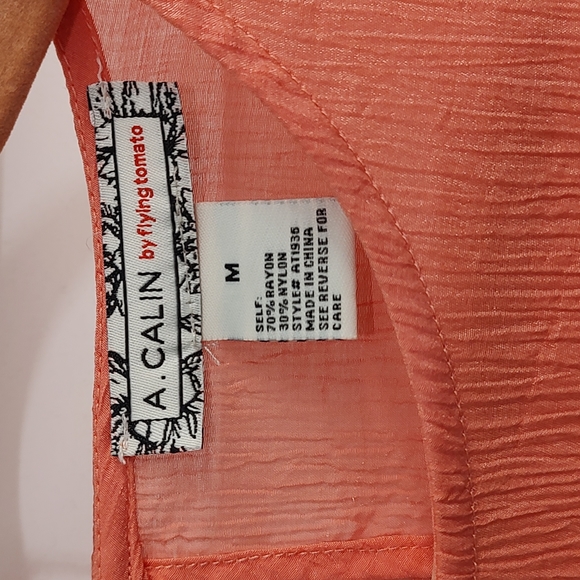 A. CALIN by flying tomato
M
SELF:
70% RAYON
30% NYLON
STYLE# AT1936
MADE IN CHINA
SEE REVERSE FOR
CARE